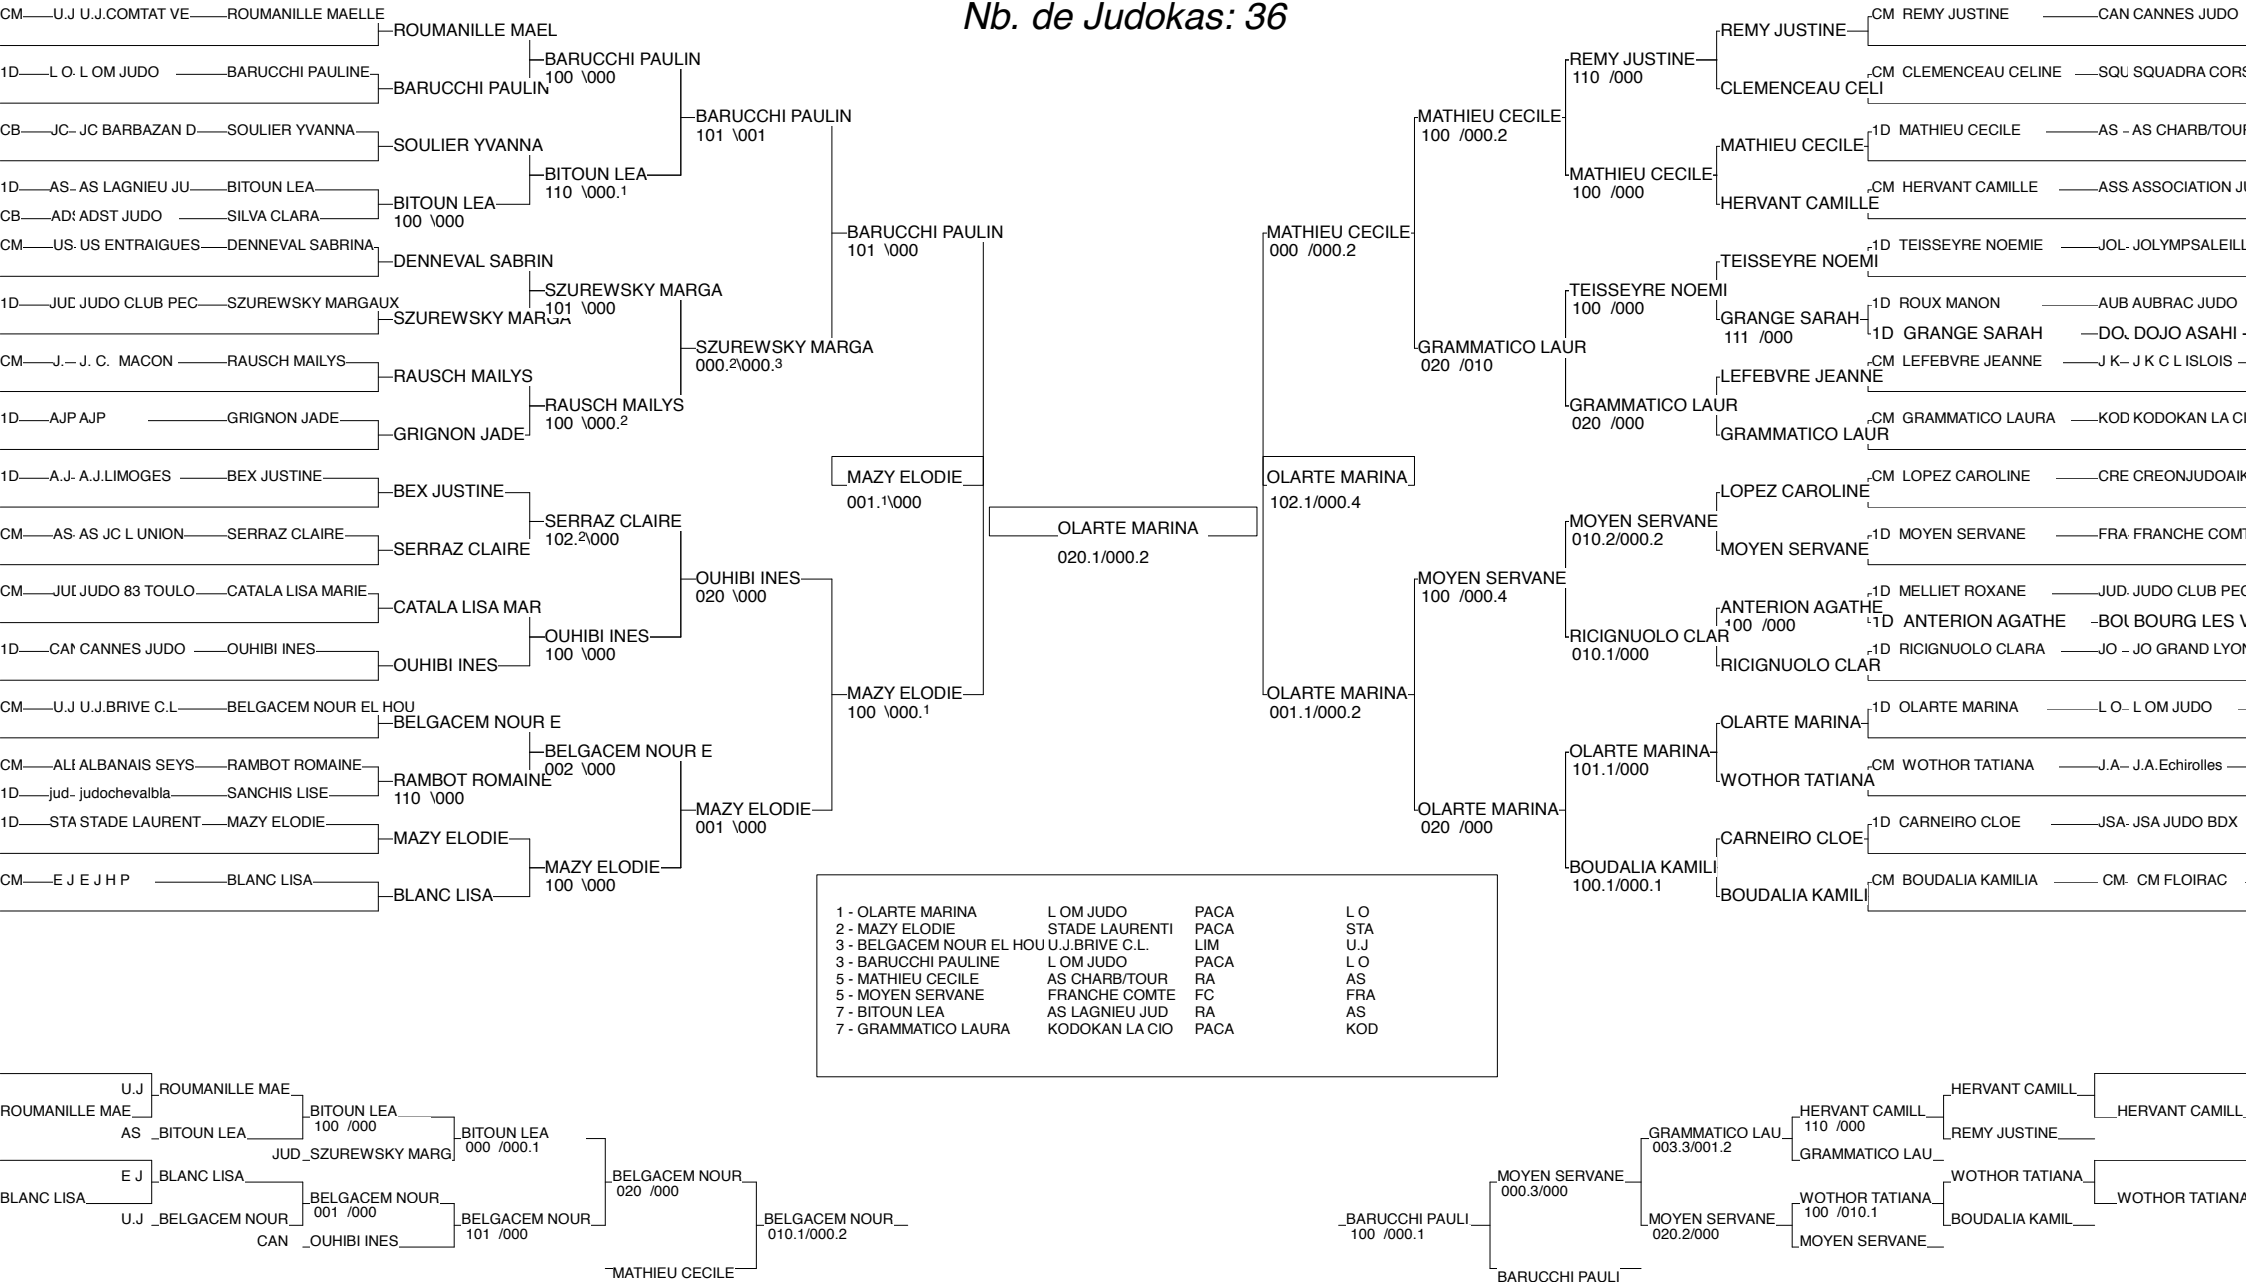 Nb. de Judokas: 36
CM U.J U.J.COMTAT VE ROUMANILLE MAELLE
1D L O L OM JUDO BARUCCHI PAULINE
CB JC JC BARBAZAN D SOULIER YVANNA
1D AS AS LAGNIEU JU BITOUN LEA
CB ADS ADST JUDO SILVA CLARA
CM US US ENTRAIGUES DENNEVAL SABRINA
1D JUD JUDO CLUB PEC SZUREWSKY MARGAUX
CM J. J. C. MACON RAUSCH MAILYS
1D AJP AJP GRIGNON JADE
1D A.J A.J.LIMOGES BEX JUSTINE
CM AS AS JC L UNION SERRAZ CLAIRE
CM JUD JUDO 83 TOULO CATALA LISA MARIE
1D CAN CANNES JUDO OUHIBI INES
CM U.J U.J.BRIVE C.L BELGACEM NOUR EL HOU
CM ALB ALBANAIS SEYS RAMBOT ROMAINE
1D jud judochevalbla SANCHIS LISE
1D STA STADE LAURENT MAZY ELODIE
CM E J E J H P BLANC LISA
ROUMANILLE MAEL
BARUCCHI PAULIN
SOULIER YVANNA
BITOUN LEA
100 \000
DENNEVAL SABRIN
SZUREWSKY MARGA
RAUSCH MAILYS
GRIGNON JADE
BEX JUSTINE
SERRAZ CLAIRE
CATALA LISA MAR
OUHIBI INES
BELGACEM NOUR E
RAMBOT ROMAINE
110 \000
MAZY ELODIE
BLANC LISA
BARUCCHI PAULIN
100 \000
BITOUN LEA
110 \000.1
SZUREWSKY MARGA
101 \000
RAUSCH MAILYS
100 \000.2
SERRAZ CLAIRE
102.2\000
OUHIBI INES
100 \000
BELGACEM NOUR E
002 \000
MAZY ELODIE
100 \000
BARUCCHI PAULIN
101 \001
SZUREWSKY MARGA
000.2\000.3
OUHIBI INES
020 \000
MAZY ELODIE
001 \000
BARUCCHI PAULIN
101 \000
MAZY ELODIE
001.1\000
MAZY ELODIE
100 \000.1
OLARTE MARINA
020.1/000.2
MATHIEU CECILE
000 /000.2
OLARTE MARINA
102.1/000.4
OLARTE MARINA
001.1/000.2
MATHIEU CECILE
100 /000.2
GRAMMATICO LAUR
020 /010
MOYEN SERVANE
100 /000.4
OLARTE MARINA
020 /000
REMY JUSTINE
110 /000
MATHIEU CECILE
100 /000
TEISSEYRE NOEMI
100 /000
GRAMMATICO LAUR
020 /000
MOYEN SERVANE
010.2/000.2
RICIGNUOLO CLAR
010.1/000
OLARTE MARINA
101.1/000
BOUDALIA KAMILI
100.1/000.1
REMY JUSTINE
CLEMENCEAU CELI
MATHIEU CECILE
HERVANT CAMILLE
TEISSEYRE NOEMI
GRANGE SARAH
111 /000
LEFEBVRE JEANNE
GRAMMATICO LAUR
LOPEZ CAROLINE
MOYEN SERVANE
ANTERION AGATHE
100 /000
RICIGNUOLO CLAR
OLARTE MARINA
WOTHOR TATIANA
CARNEIRO CLOE
BOUDALIA KAMILI
CM REMY JUSTINE CAN CANNES JUDO
CM CLEMENCEAU CELINE SQU SQUADRA CORS
1D MATHIEU CECILE AS AS CHARB/TOUR
CM HERVANT CAMILLE ASS ASSOCIATION JU
1D TEISSEYRE NOEMIE JOL JOLYMPSALEILL
1D ROUX MANON AUB AUBRAC JUDO
1D GRANGE SARAH DOJ DOJO ASAHI
CM LEFEBVRE JEANNE J K J K C L ISLOIS
CM GRAMMATICO LAURA KOD KODOKAN LA CI
CM LOPEZ CAROLINE CRE CREONJUDOAIK
1D MOYEN SERVANE FRA FRANCHE COMT
1D MELLIET ROXANE JUD JUDO CLUB PEC
1D ANTERION AGATHE BOU BOURG LES V
1D RICIGNUOLO CLARA JO JO GRAND LYON
1D OLARTE MARINA L O L OM JUDO
CM WOTHOR TATIANA J.A J.A.Echirolles
1D CARNEIRO CLOE JSA JSA JUDO BDX
CM BOUDALIA KAMILIA CM CM FLOIRAC
1 - OLARTE MARINA L OM JUDO PACA L O
2 - MAZY ELODIE STADE LAURENTI PACA STA
3 - BELGACEM NOUR EL HOU U.J.BRIVE C.L. LIM U.J
3 - BARUCCHI PAULINE L OM JUDO PACA L O
5 - MATHIEU CECILE AS CHARB/TOUR RA AS
5 - MOYEN SERVANE FRANCHE COMTE FC FRA
7 - BITOUN LEA AS LAGNIEU JUD RA AS
7 - GRAMMATICO LAURA KODOKAN LA CIO PACA KOD
ROUMANILLE MAE
BLANC LISA
U.J ROUMANILLE MAE
AS BITOUN LEA
E J BLANC LISA
U.J BELGACEM NOUR
BITOUN LEA
100 /000
JUD SZUREWSKY MARG
BELGACEM NOUR
001 /000
CAN OUHIBI INES
BITOUN LEA
000 /000.1
BELGACEM NOUR
101 /000
BELGACEM NOUR
020 /000
MATHIEU CECILE
BELGACEM NOUR
010.1/000.2
BARUCCHI PAULI
100 /000.1
MOYEN SERVANE
000.3/000
BARUCCHI PAULI
GRAMMATICO LAU
003.3/001.2
MOYEN SERVANE
020.2/000
HERVANT CAMILL
110 /000
GRAMMATICO LAU
WOTHOR TATIANA
100 /010.1
MOYEN SERVANE
HERVANT CAMILL
REMY JUSTINE
WOTHOR TATIANA
BOUDALIA KAMIL
HERVANT CAMILL
WOTHOR TATIANA